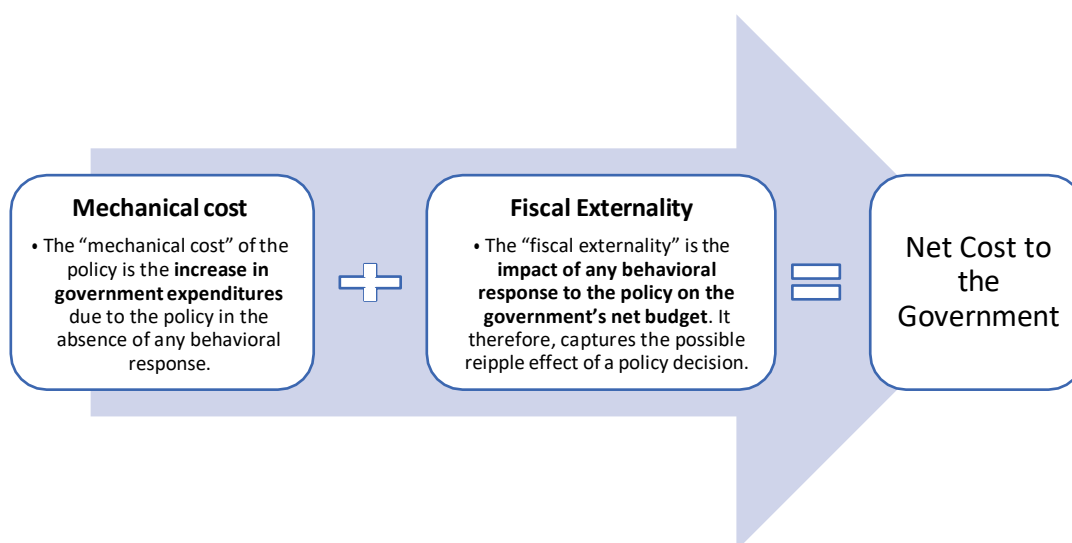 Mechanical cost
• The “mechanical cost” of the
policy is the increase in
government expenditures
due to the policy in the
absence of any behavioral
response.
Fiscal Externality
• The “fiscal externality” is the
impact of any behavioral
response to the policy on the
government’s net budget. It
therefore, captures the possible
reipple effect of a policy decision.
Net Cost to
the
Government